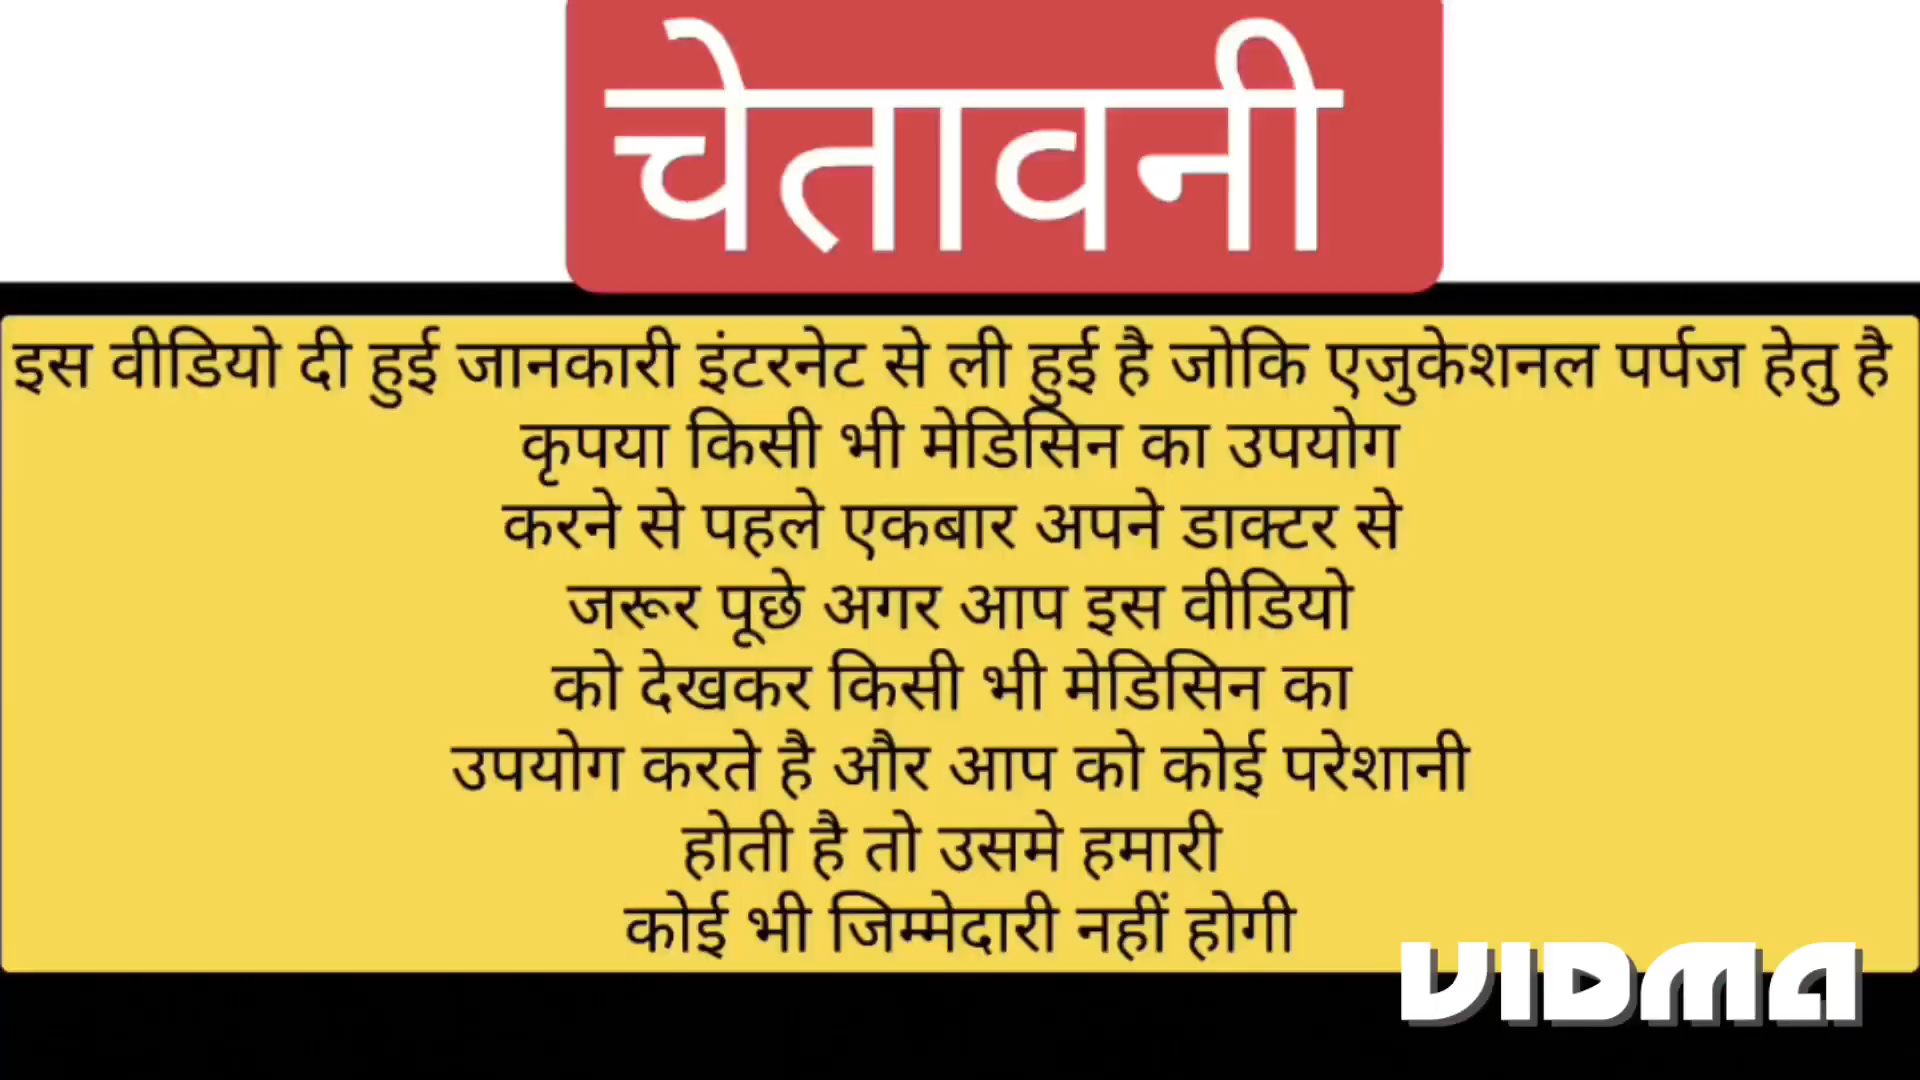 चेतावनी
इस वीडियो दी हुई जानकारी इंटरनेट से ली हुई है जोकि एजुकेशनल पर्पज हेतु है
कृपया किसी भी मेडिसिन का उपयोग
करने से पहले एकबार अपने डाक्टर से
जरूर पूछे अगर आप इस वीडियो
को देखकर किसी भी मेडिसिन का
उपयोग करते है और आप को कोई परेशानी
होती है तो उसमे हमारी
कोई भी जिम्मेदारी नहीं होगी
VIDMA